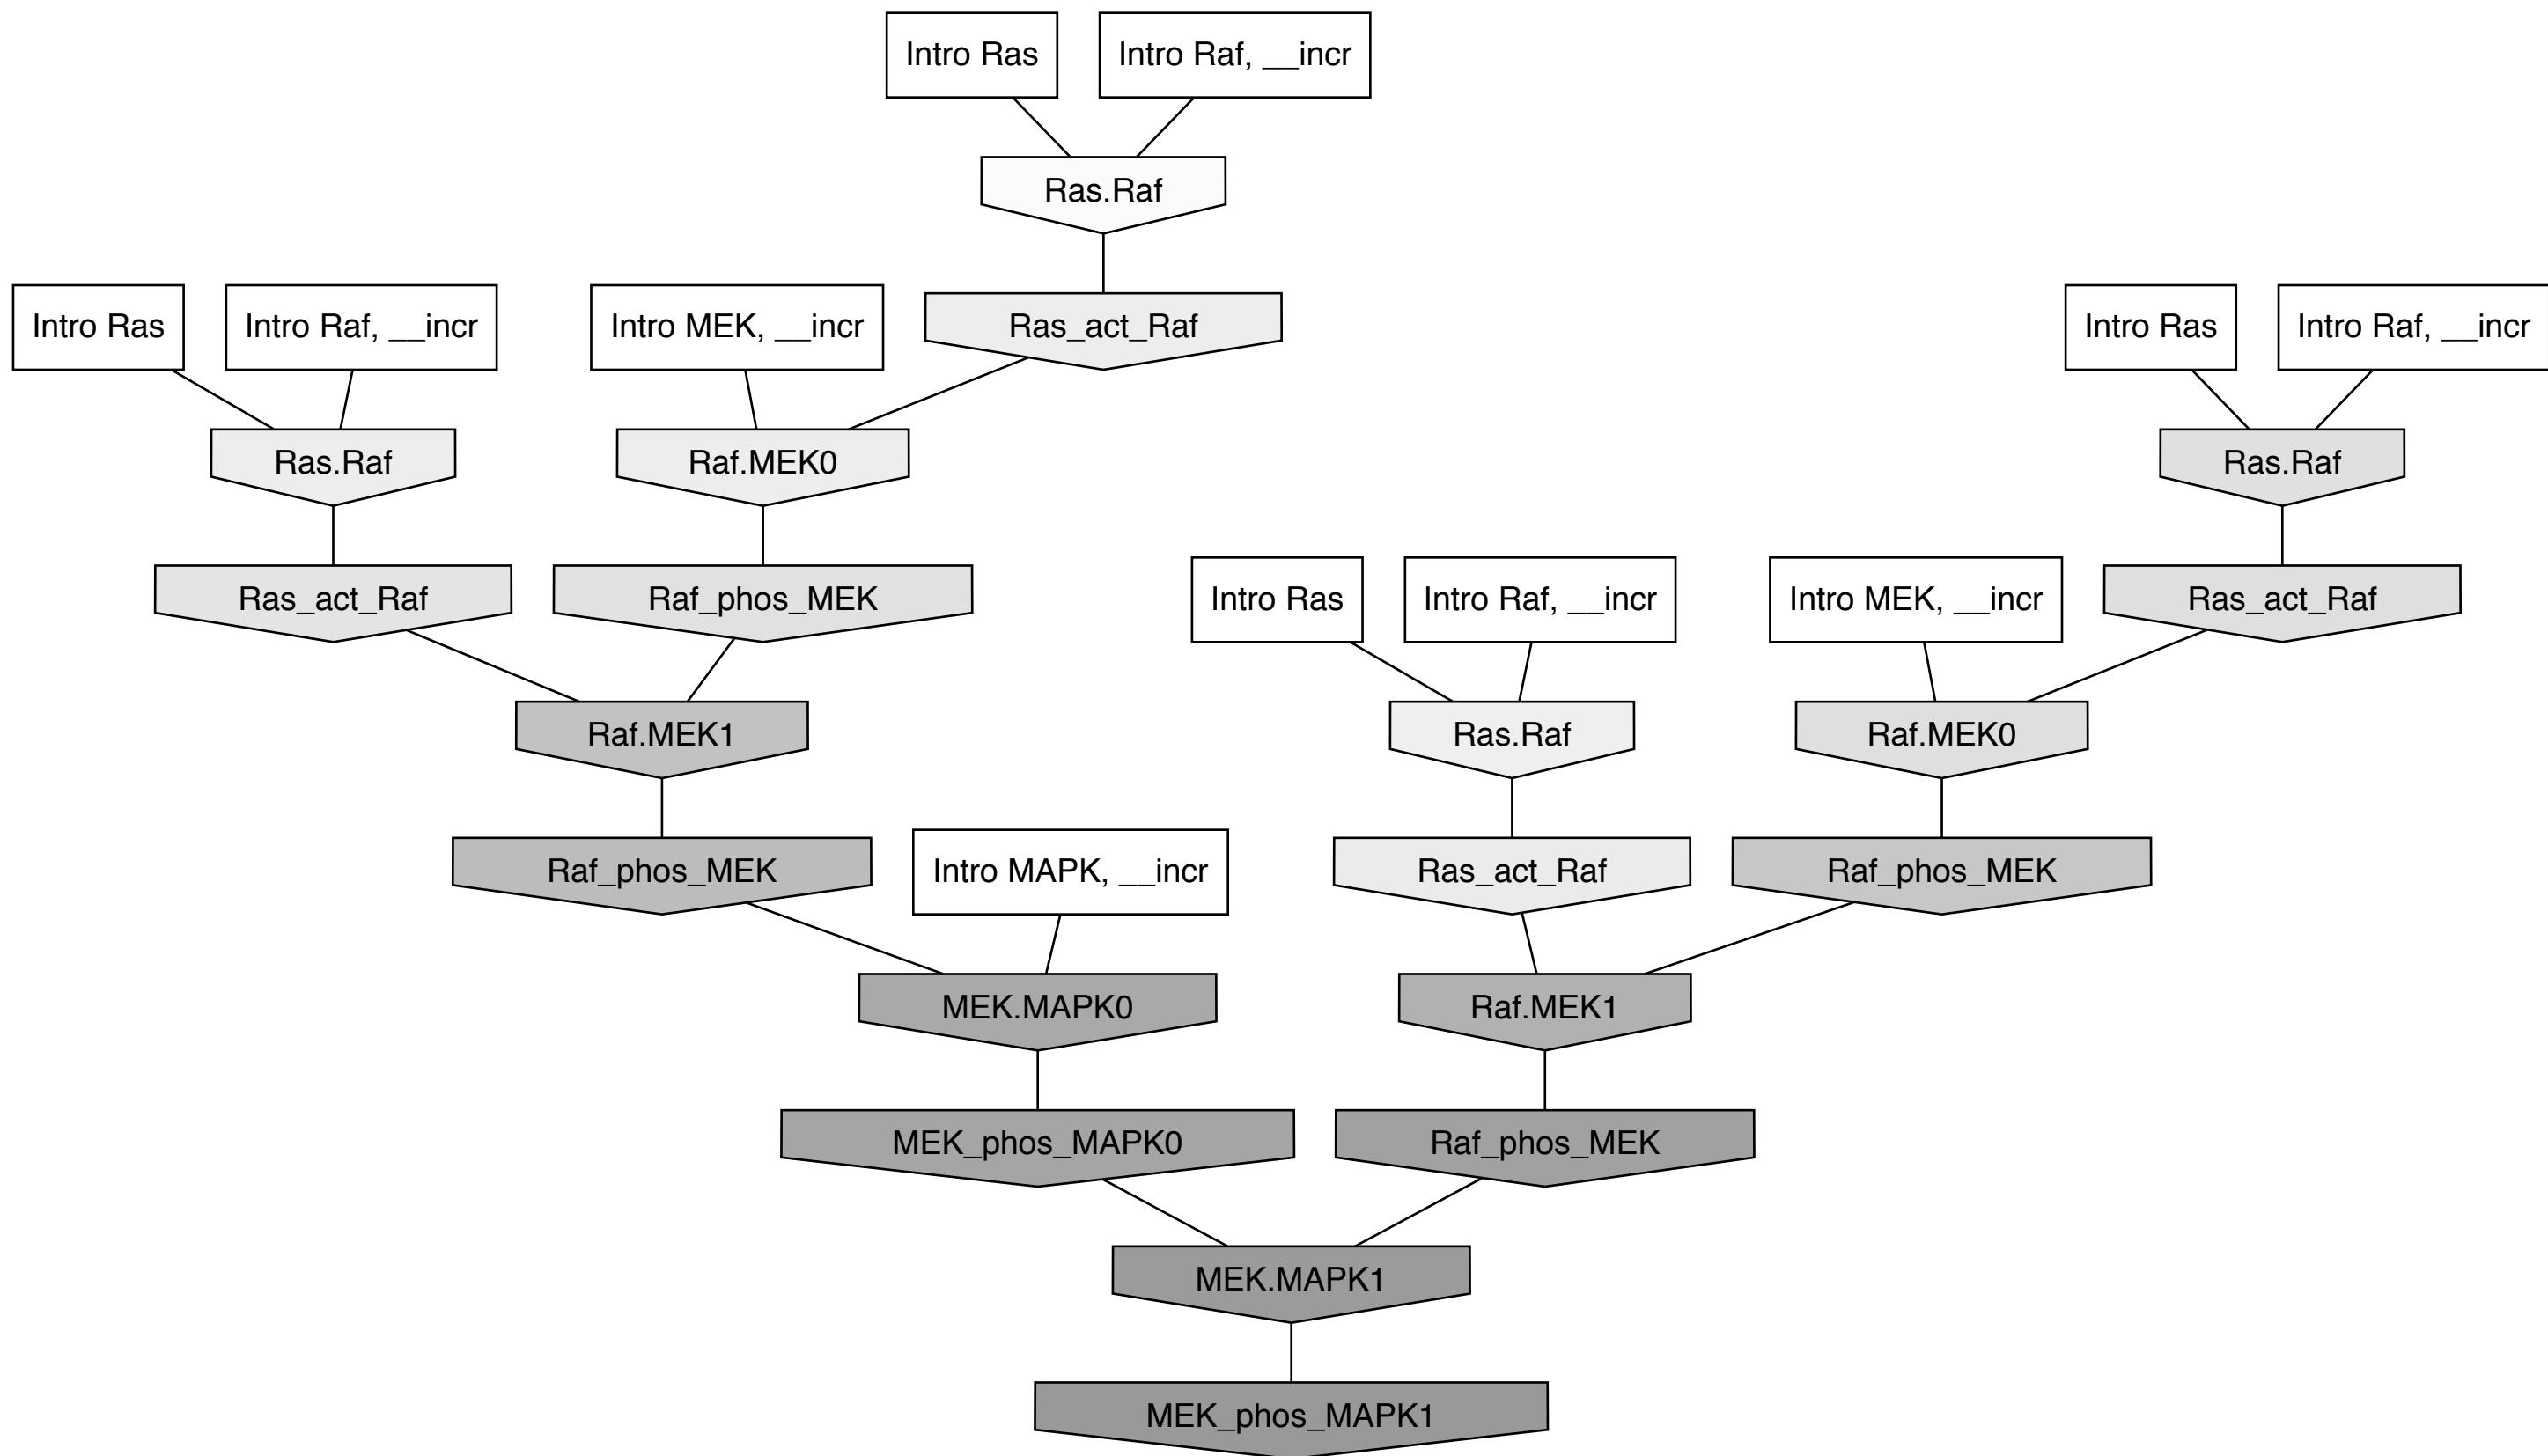 Intro Ras
Intro Raf, __incr
Ras.Raf
Intro Ras
Intro Raf, __incr
Intro MEK, __incr
Ras_act_Raf
Intro Ras
Intro Raf, __incr
Ras.Raf
Raf.MEK0
Ras.Raf
Ras_act_Raf
Raf_phos_MEK
Intro Ras
Intro Raf, __incr
Intro MEK, __incr
Ras_act_Raf
Raf.MEK1
Ras.Raf
Raf.MEK0
Raf_phos_MEK
Intro MAPK, __incr
Ras_act_Raf
Raf_phos_MEK
MEK.MAPK0
Raf.MEK1
MEK_phos_MAPK0
Raf_phos_MEK
MEK.MAPK1
MEK_phos_MAPK1